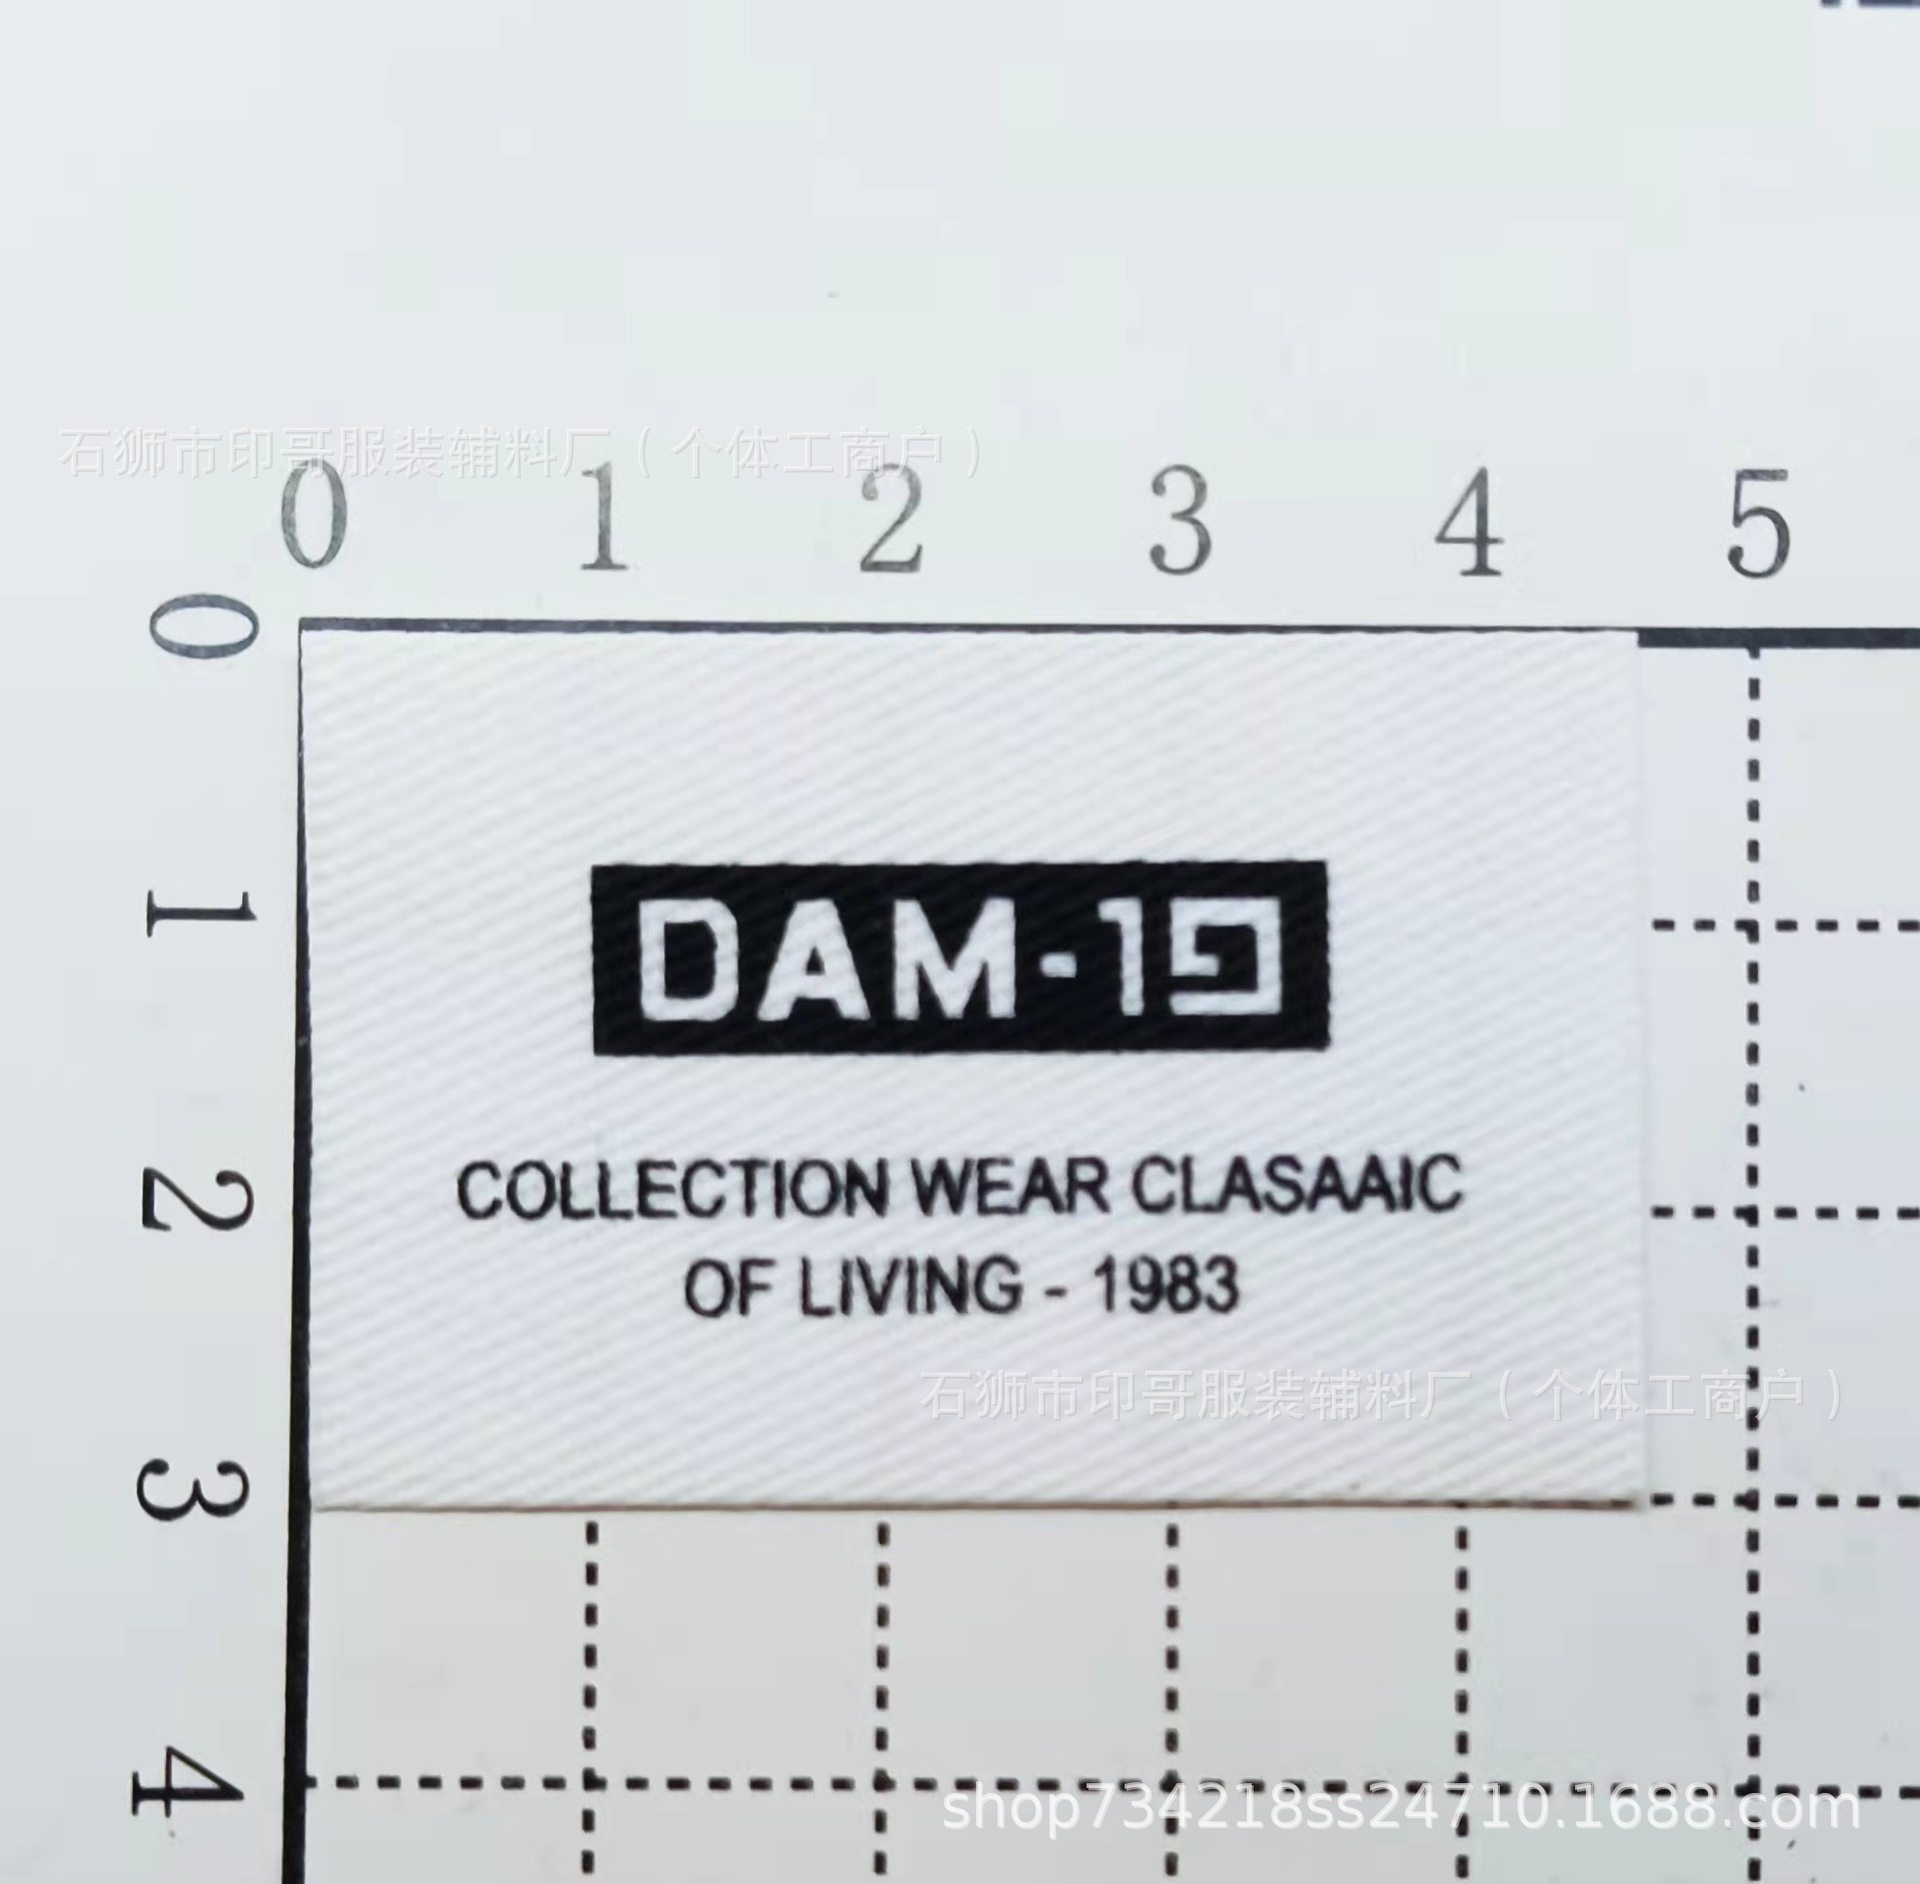 石狮市印哥服装辅料厂（个体工商户）
0 1 2 3 4 5
0
1
DAM-19
2
COLLECTION WEAR CLASAAIC
OF LIVING - 1983
石狮市印哥服装辅料厂（个体工商户）
3
4
shop734218ss24710.1688.com